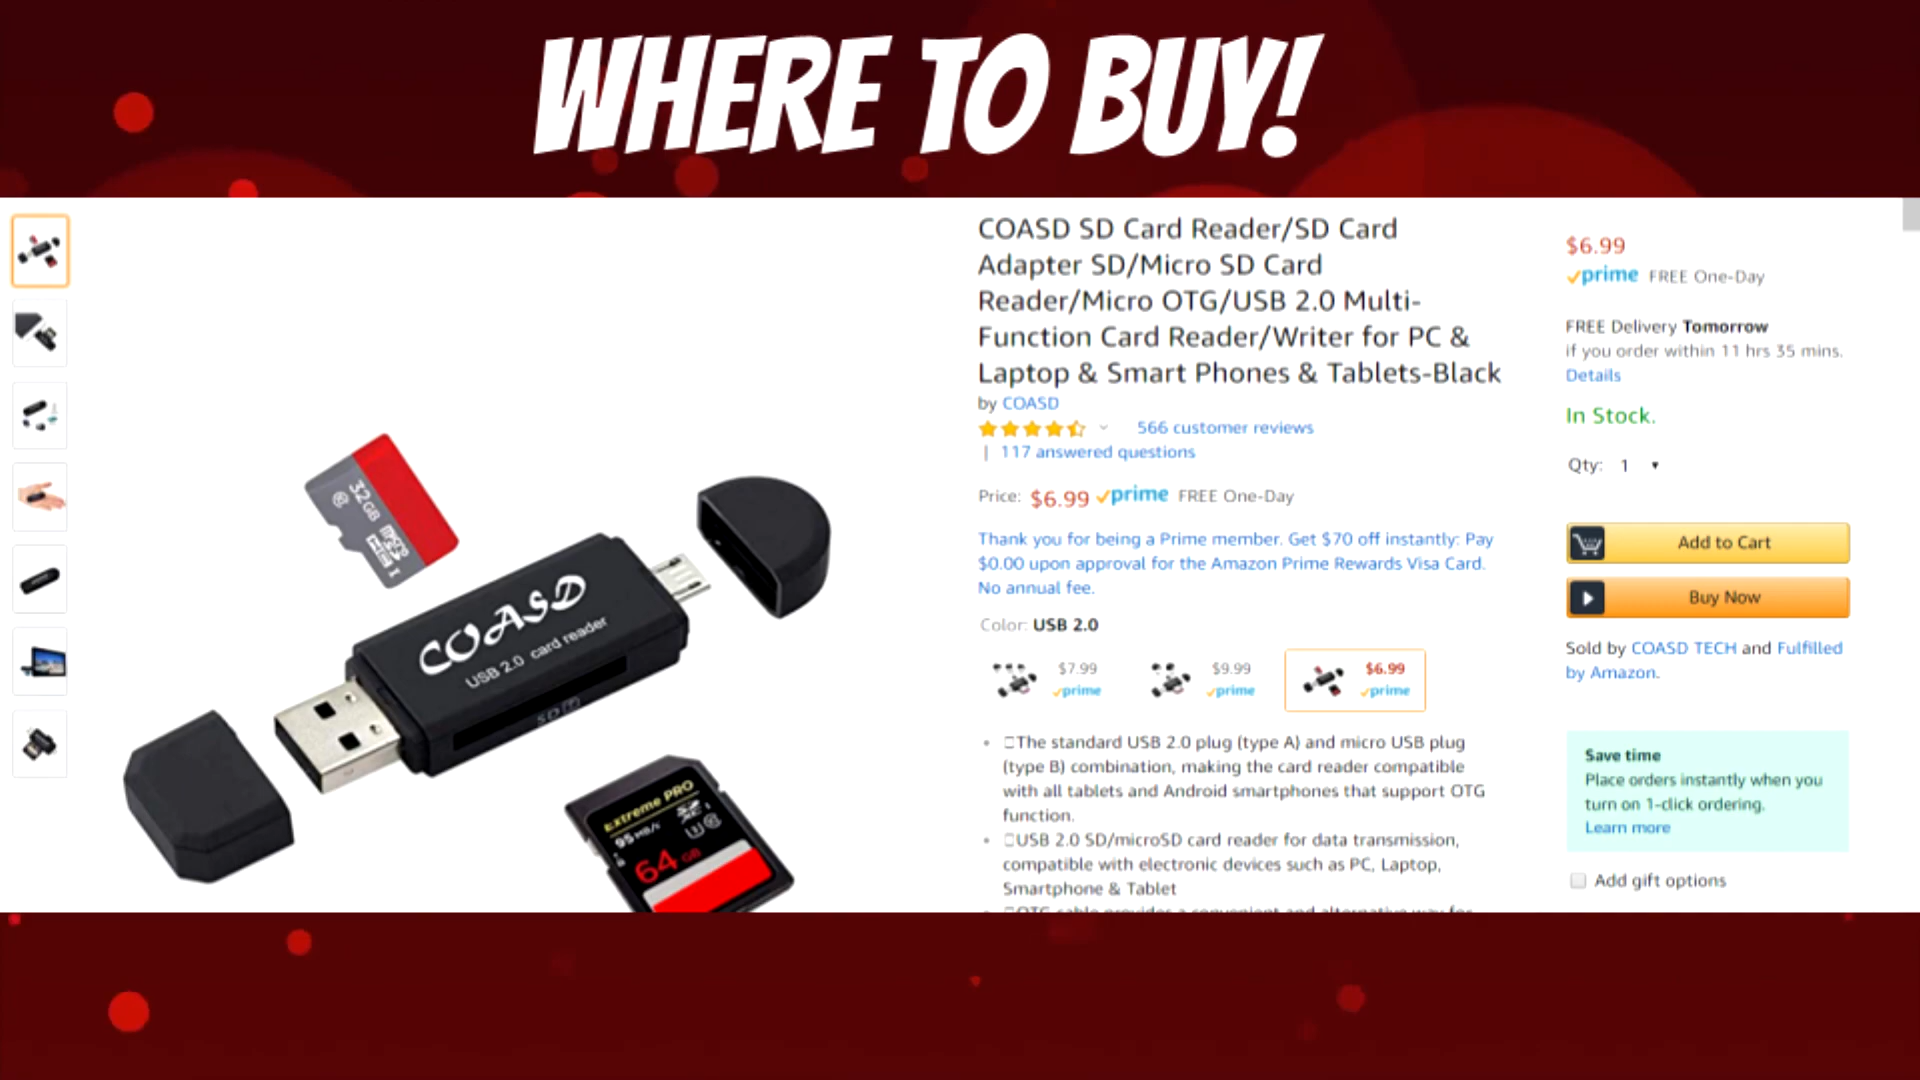 WHERE TO BUY!
COASD SD Card Reader/SD Card
Adapter SD/Micro SD Card
Reader/Micro OTG/USB 2.0 Multi-
Function Card Reader/Writer for PC &
Laptop & Smart Phones & Tablets-Black
by COASD
566 customer reviews
| 117 answered questions
Price: $6.99 prime FREE One-Day
Thank you for being a Prime member. Get $70 off instantly: Pay
$0.00 upon approval for the Amazon Prime Rewards Visa Card.
No annual fee.
Color: USB 2.0
$7.99
prime
$9.99
prime
$6.99
prime
• The standard USB 2.0 plug (type A) and micro USB plug
(type B) combination, making the card reader compatible
with all tablets and Android smartphones that support OTG
function.
• USB 2.0 SD/microSD card reader for data transmission,
compatible with electronic devices such as PC, Laptop,
Smartphone & Tablet
$6.99
prime FREE One-Day
FREE Delivery Tomorrow
if you order within 11 hrs 35 mins.
Details
In Stock.
Qty: 1
Add to Cart
Buy Now
Sold by COASD TECH and Fulfilled
by Amazon.
Save time
Place orders instantly when you
turn on 1-click ordering.
Learn more
Add gift options
32GB
micro
HC I
COASD
USB 2.0 card reader
SD
Extreme PRO
95 MB/s
64 GB